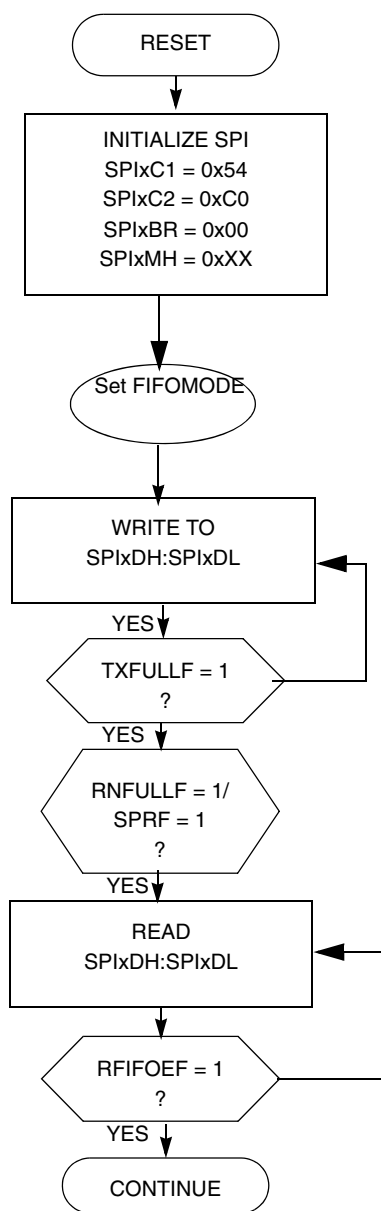 RESET
INITIALIZE SPI
SPIxC1 = 0x54
SPIxC2 = 0xC0
SPIxBR = 0x00
SPIxMH = 0xXX
Set FIFOMODE
WRITE TO
SPIxDH:SPIxDL
YES
TXFULLF = 1
?
YES
RNFULLF = 1/
SPRF = 1
?
YES
READ
SPIxDH:SPIxDL
RFIFOEF = 1
?
YES
CONTINUE